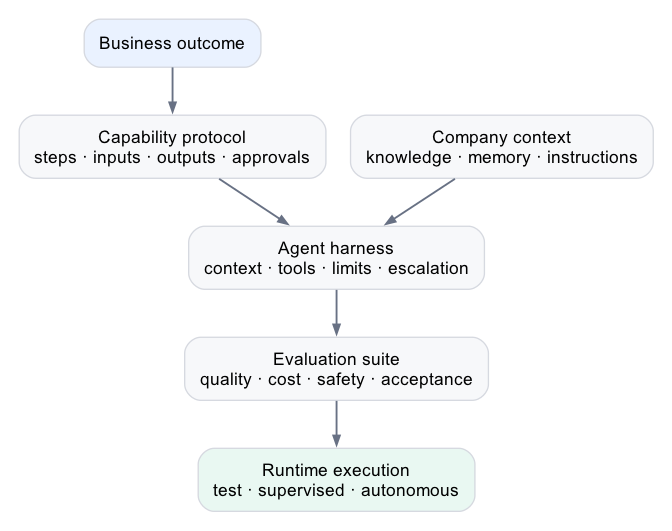 Business outcome
Capability protocol
steps · inputs · outputs · approvals
Company context
knowledge · memory · instructions
Agent harness
context · tools · limits · escalation
Evaluation suite
quality · cost · safety · acceptance
Runtime execution
test · supervised · autonomous